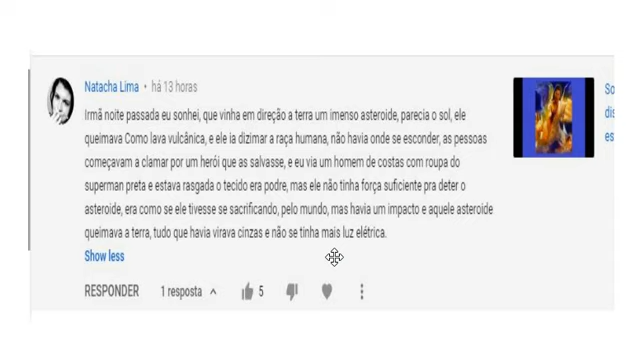 Natacha Lima • há 13 horas
Irmã noite passada eu sonhei, que vinha em direção a terra um imenso asteroide, parecia o sol, ele
queimava Como lava vulcânica, e ele ia dizimar a raça humana, não havia onde se esconder, as pessoas
começavam a clamar por um herói que as salvasse, e eu via um homem de costas com roupa do
superman preta e estava rasgada o tecido era podre, mas ele não tinha força suficiente pra deter o
asteroide, era como se ele tivesse se sacrificando, pelo mundo, mas havia um impacto e aquele asteroide
queimava a terra, tudo que havia virava cinzas e não se tinha mais luz elétrica.
Show less
RESPONDER 1 resposta 5
So
dis
es